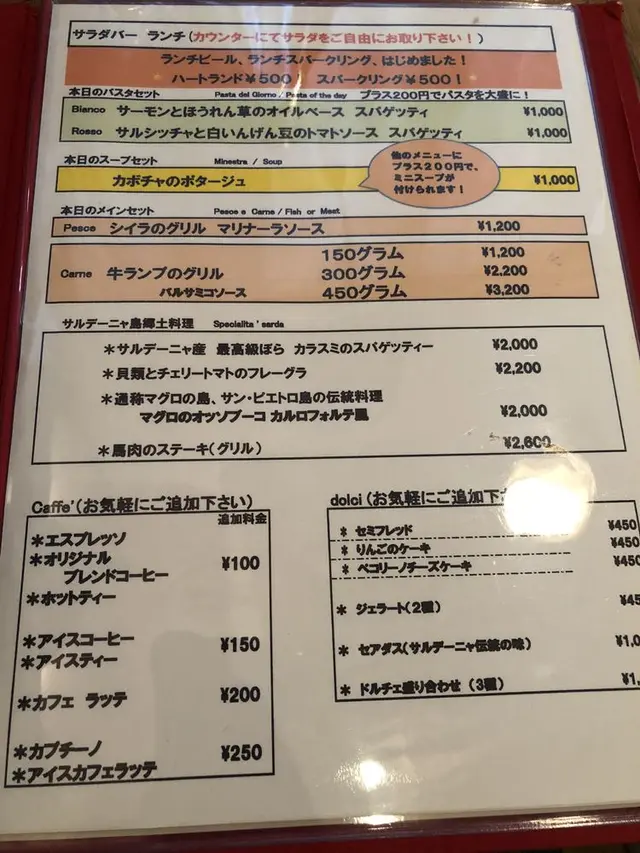 サラダバー ランチ(カウンターにてサラダをご自由にお取り下さい！)
ランチビール、ランチスパークリング、はじめました！
ハートランド¥500 スパークリング¥500！
本日のパスタセット Pasta del Giorno / Pasta of the day プラス200円でパスタを大盛に！
Bianco サーモンとほうれん草のオイルベース スパゲッティ ¥1,000
Rosso サルシッチャと白いんげん豆のトマトソース スパゲッティ ¥1,000
本日のスープセット Minestra / Soup
カボチャのポタージュ ¥1,000
他のメニューに
プラス200円で、
ミニスープが
付けられます！
本日のメインセット Pesce e Carne / Fish or Meat
Pesce シイラのグリル マリナーラソース ¥1,200
150グラム ¥1,200
Carne 牛ランプのグリル 300グラム ¥2,200
バルサミコソース 450グラム ¥3,200
サルデーニャ島郷土料理 Specialita'sarda
＊サルデーニャ産 最高級ぼら カラスミのスパゲッティー ¥2,000
＊貝類とチェリートマトのフレーグラ ¥2,200
＊通称マグロの島、サン・ピエトロ島の伝統料理
マグロのオッソブーコ カルロフォルテ風 ¥2,000
＊馬肉のステーキ(グリル) ¥2,600
Caffe'(お気軽にご追加下さい)
追加料金
＊エスプレッソ
＊オリジナル
ブレンドコーヒー ¥100
＊ホットティー
＊アイスコーヒー ¥150
＊アイスティー
＊カフェ ラッテ ¥200
＊カプチーノ ¥250
＊アイスカフェラッテ
dolci (お気軽にご追加下
＊ セミフレッド ¥450
＊ りんごのケーキ ¥450
＊ ペコリーノチーズケーキ ¥450
＊ ジェラート(2種) ¥45
＊ セアダス(サルデーニャ伝統の味) ¥1,0
＊ ドルチェ盛り合わせ (3種) ¥1,